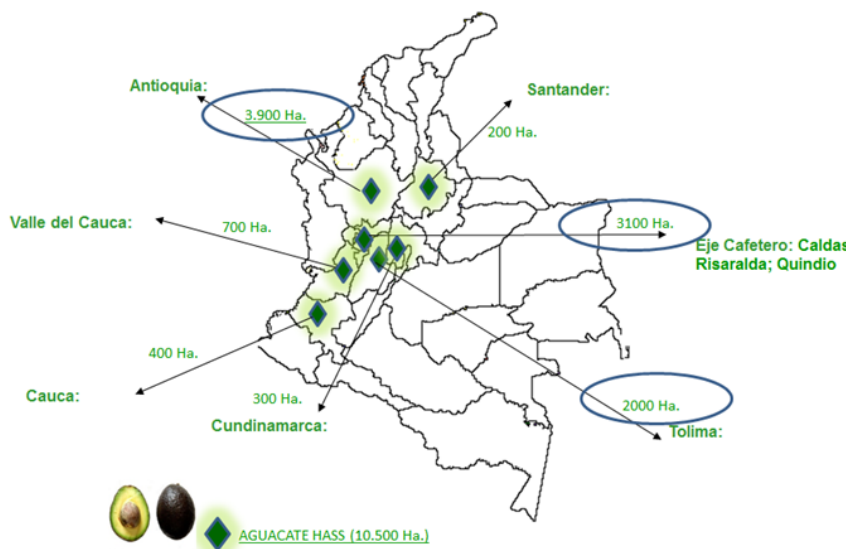 Antioquia:
3.900 Ha.
Santander:
200 Ha.
Valle del Cauca:
700 Ha.
3100 Ha.
Eje Cafetero: Caldas
Risaralda; Quindio
400 Ha.
Cauca:
300 Ha.
Cundinamarca:
2000 Ha.
Tolima:
AGUACATE HASS (10.500 Ha.)